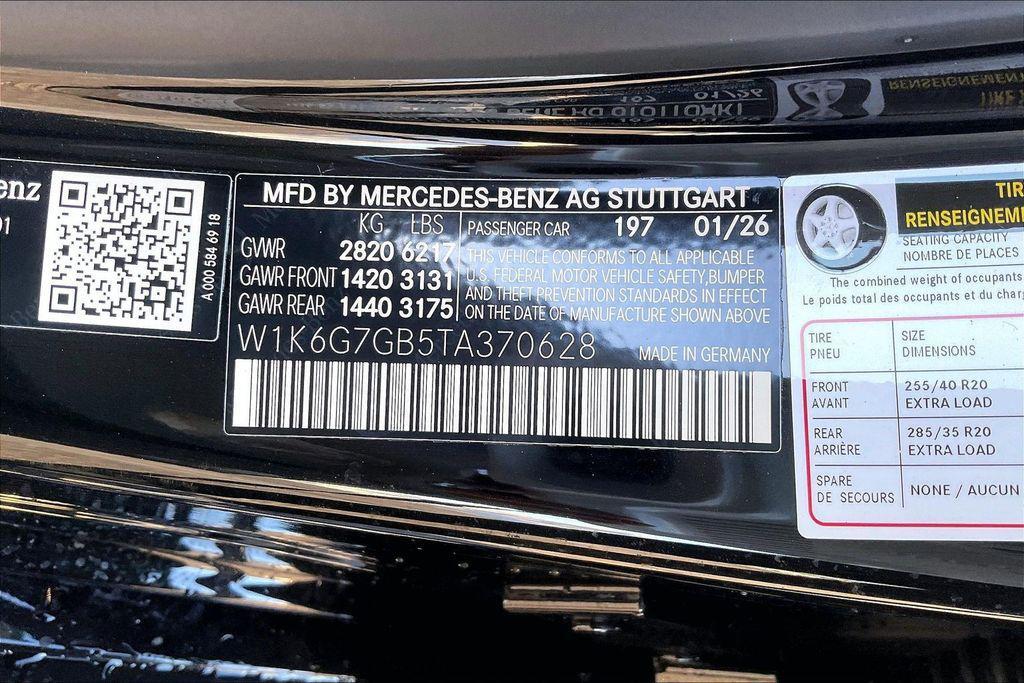 enz
01
A 000 584 69 18
MFD BY MERCEDES-BENZ AG STUTTGART
KG LBS
GVWR 2820 6217
GAWR FRONT 1420 3131
GAWR REAR 1440 3175
PASSENGER CAR 197 01/26
THIS VEHICLE CONFORMS TO ALL APPLICABLE
U.S. FEDERAL MOTOR VEHICLE SAFETY, BUMPER
AND THEFT PREVENTION STANDARDS IN EFFECT
ON THE DATE OF MANUFACTURE SHOWN ABOVE
W1K6G7GB5TA370628
MADE IN GERMANY
TIR
RENSEIGNEM
SEATING CAPACITY
NOMBRE DE PLACES
The combined weight of occupants
Le poids total des occupants et du char
TIRE SIZE
PNEU DIMENSIONS
FRONT 255/40 R20
AVANT EXTRA LOAD
REAR 285/35 R20
ARRIÈRE EXTRA LOAD
SPARE
DE SECOURS NONE / AUCUN